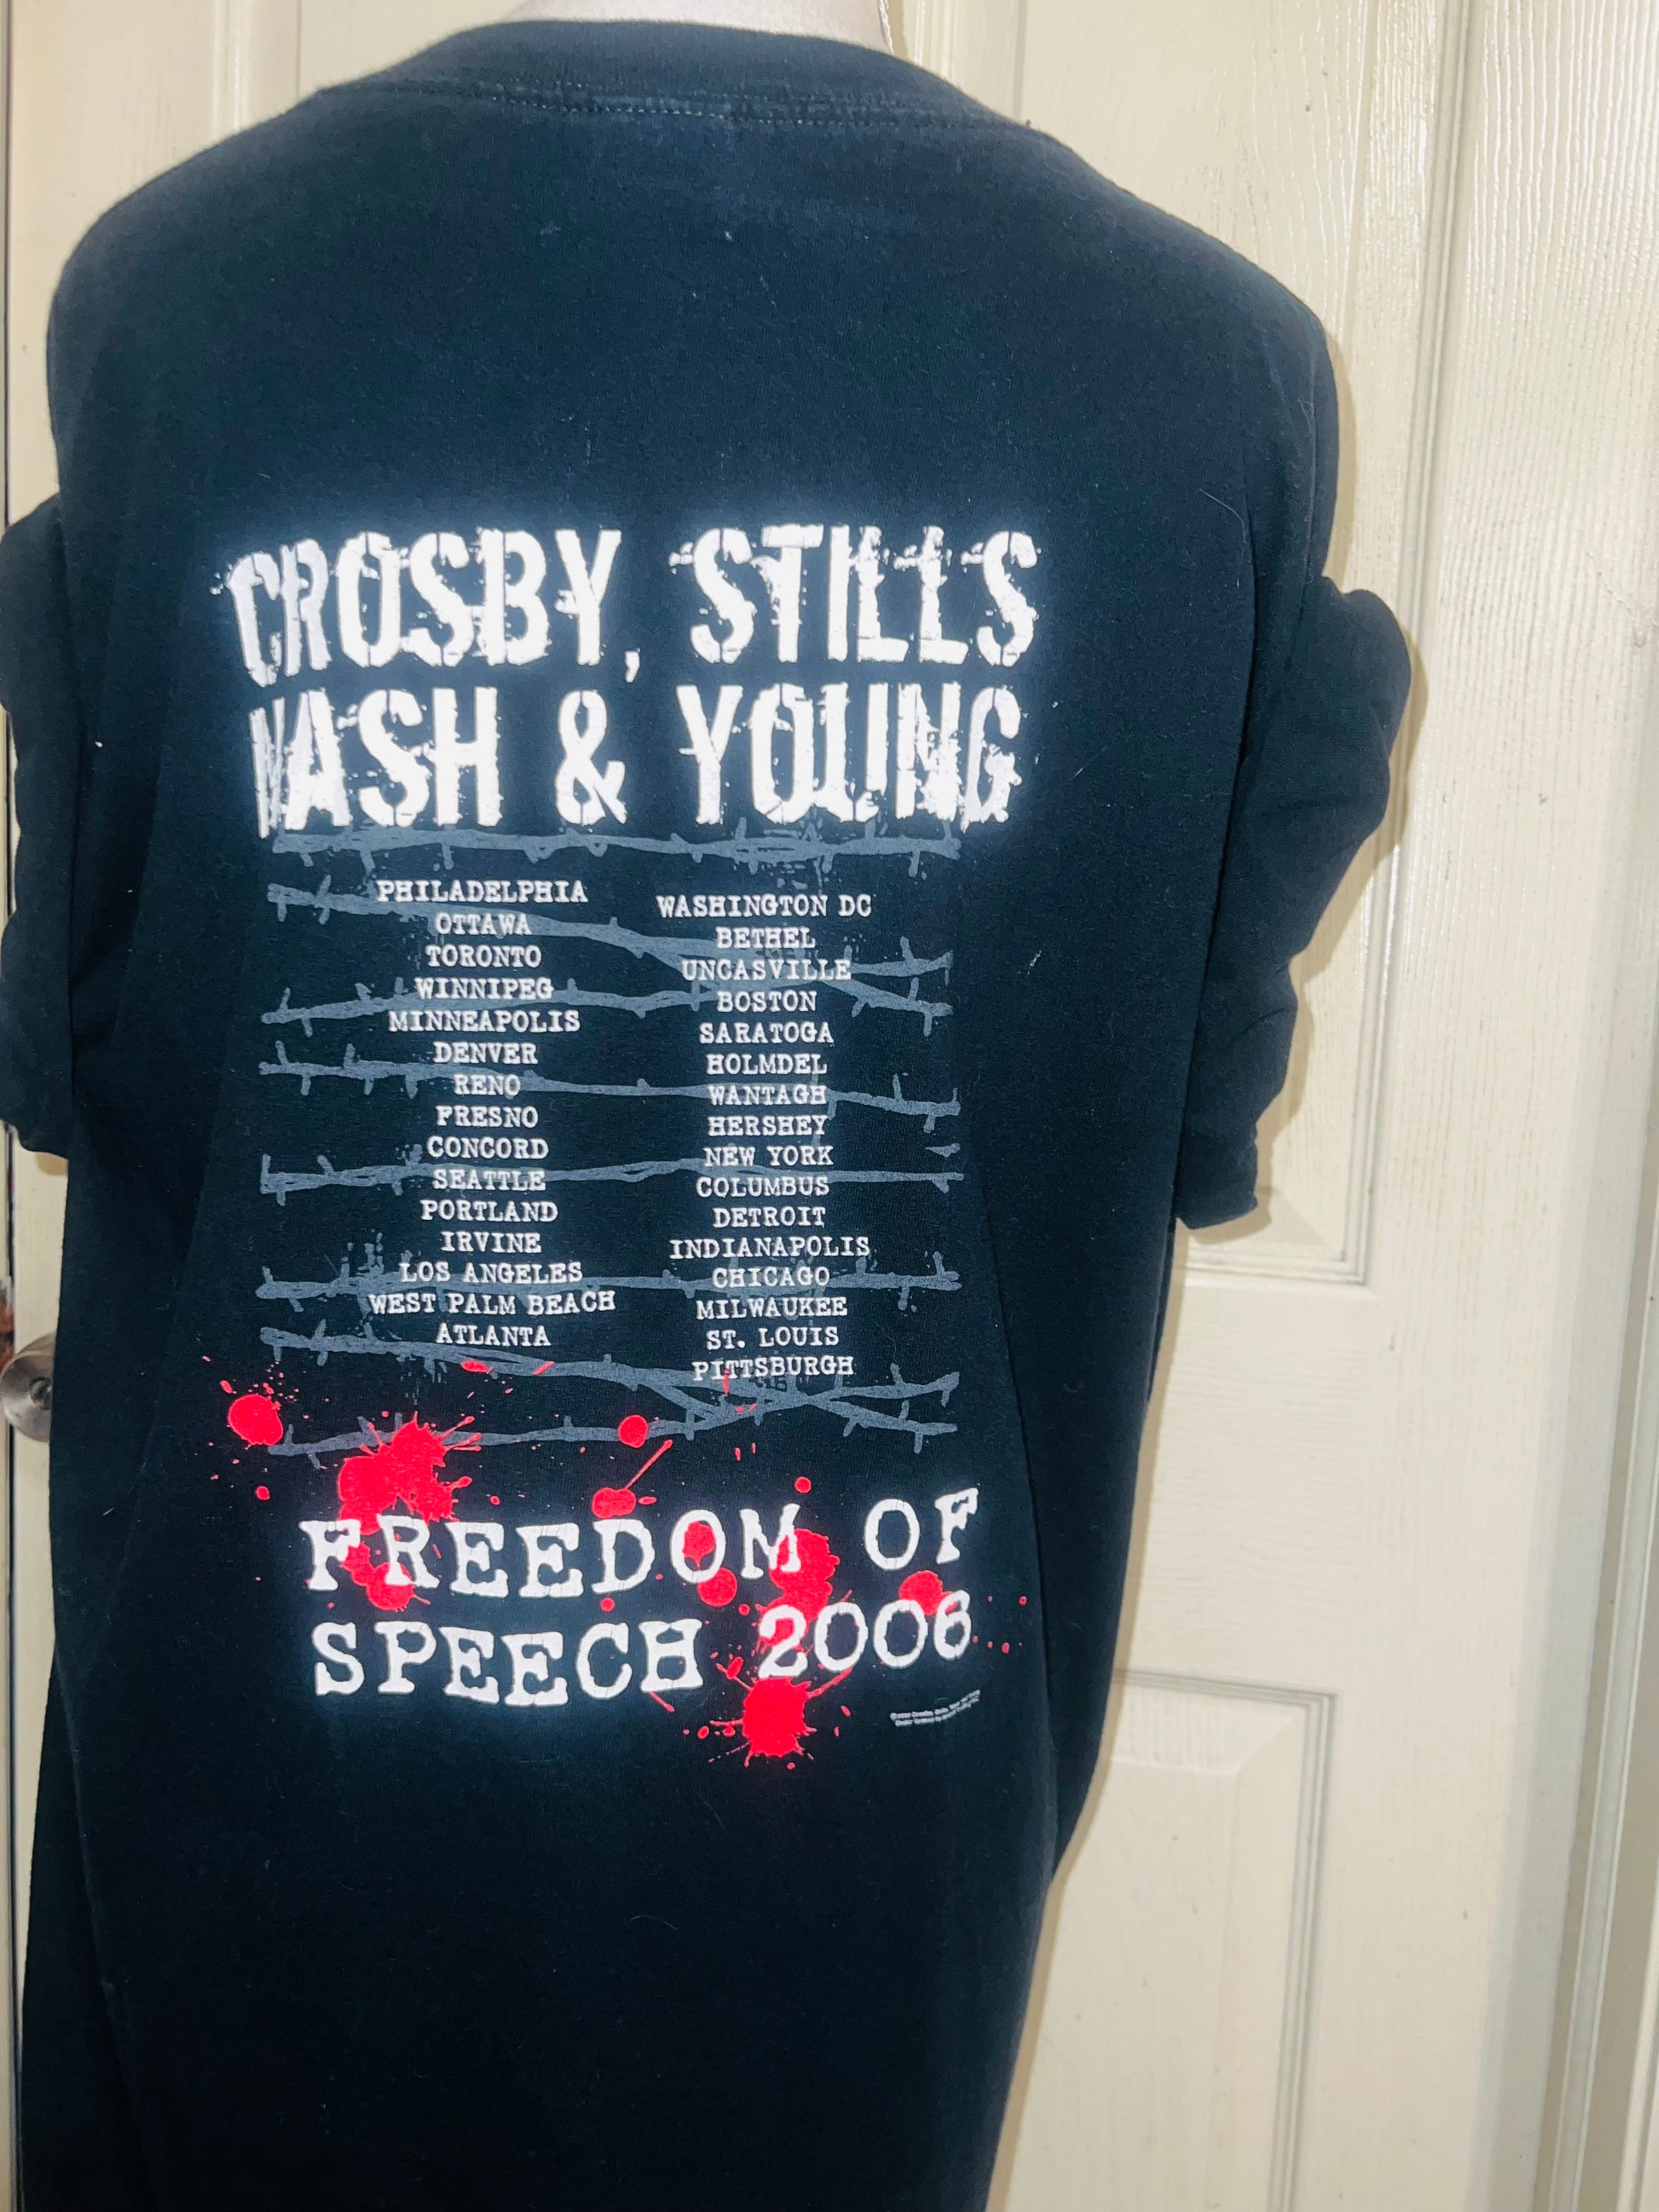 CROSBY, STILLS
NASH & YOUNG
PHILADELPHIA
OTTAWA
TORONTO
WINNIPEG
MINNEAPOLIS
DENVER
RENO
FRESNO
CONCORD
SEATTLE
PORTLAND
IRVINE
LOS ANGELES
WEST PALM BEACH
ATLANTA
WASHINGTON DC
BETHEL
UNCASVILLE
BOSTON
SARATOGA
HOLMDEL
WANTAGH
HERSHEY
NEW YORK
COLUMBUS
DETROIT
INDIANAPOLIS
CHICAGO
MILWAUKEE
ST. LOUIS
PITTSBURGH
FREEDOM OF
SPEECH 2006